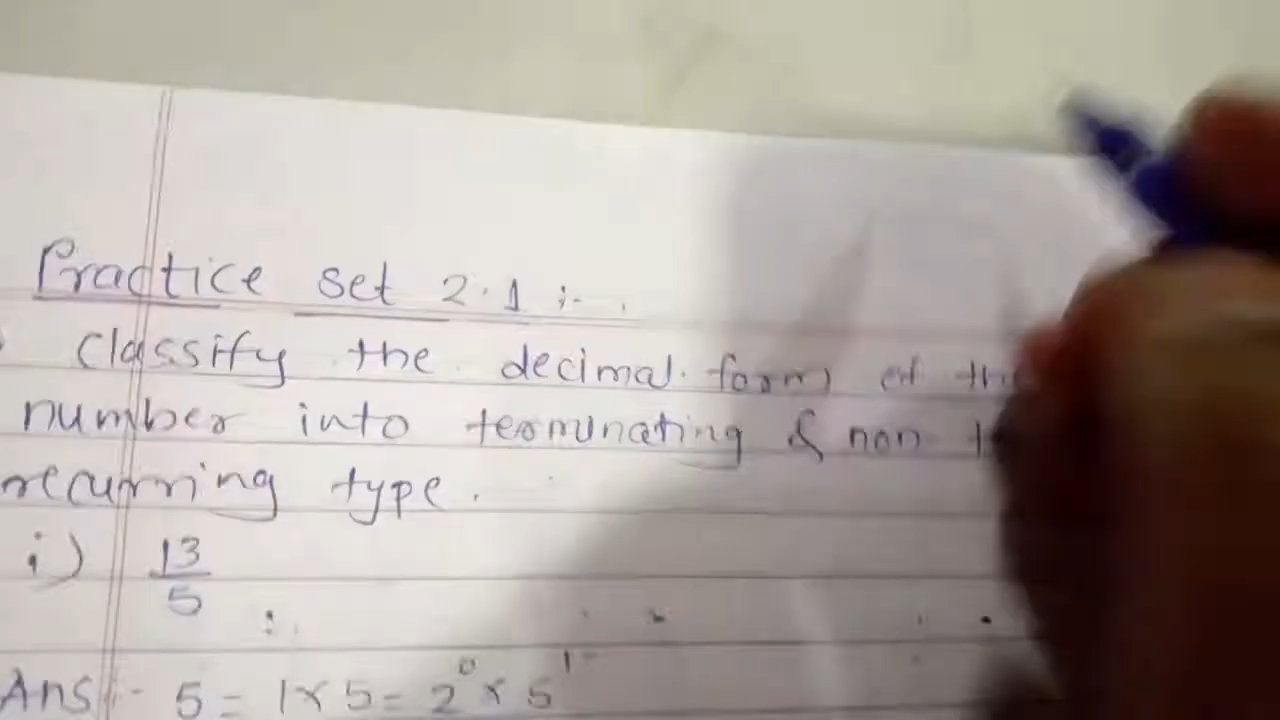 Practice set 2.1 :-
Classify the decimal form of the
number into terminating & non
recurring type.
i) 13/5
Ans :- 5 = 1 x 5 = 2⁰ x 5¹